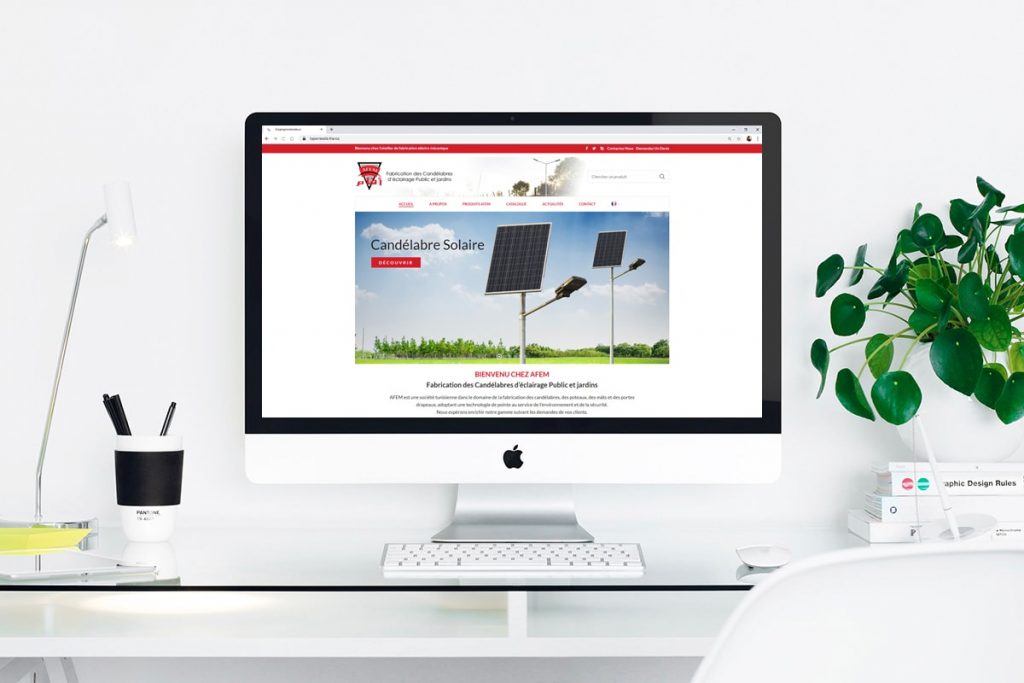 Bienvenu chez l'atelier de fabrication électro mécanique
Contactez-Nous
Demandez Un Devis
AFEM
Fabrication des Candélabres
d'éclairage Public et jardins
Chercher un produit
ACCUEIL
À PROPOS
PRODUITS AFEM
CATALOGUE
ACTUALITÉS
CONTACT
Candélabre Solaire
DÉCOUVRIR
BIENVENU CHEZ AFEM
Fabrication des Candélabres d'éclairage Public et jardins
AFEM est une société tunisienne dans le domaine de la fabrication des candélabres, des poteaux, des mâts et des portes
drapeaux, adoptant une technologie de pointe au service de l'environnement et de la sécurité.
Nous espérons enrichir notre gamme suivant les demandes de vos clients.
PANTONE
Graphic Design Rules